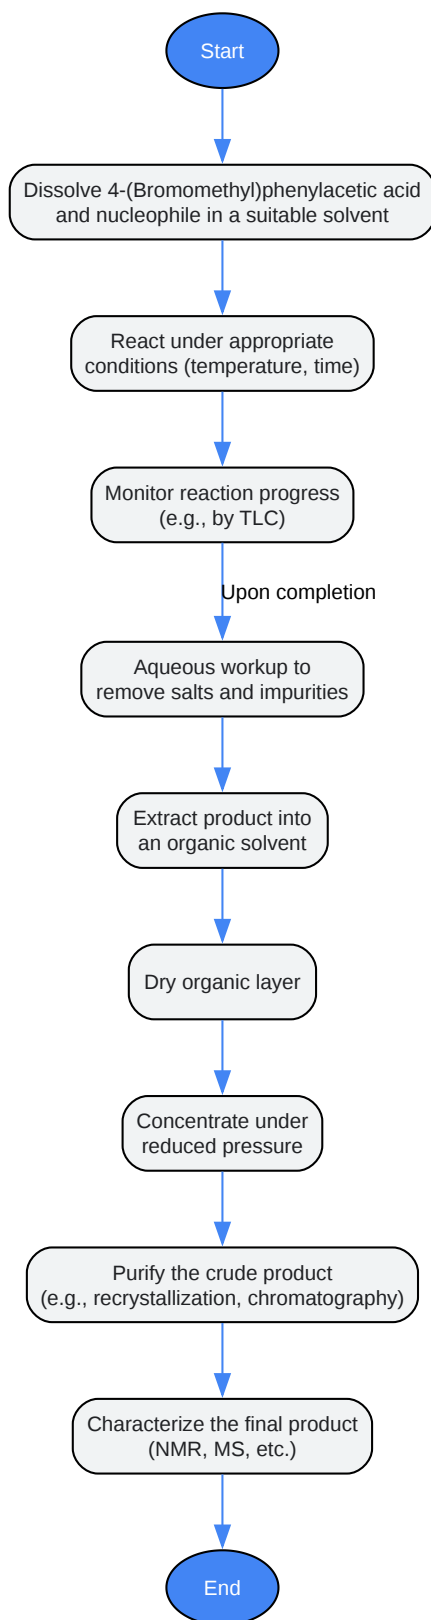 Start
Dissolve 4-(Bromomethyl)phenylacetic acid
and nucleophile in a suitable solvent
React under appropriate
conditions (temperature, time)
Monitor reaction progress
(e.g., by TLC)
Upon completion
Aqueous workup to
remove salts and impurities
Extract product into
an organic solvent
Dry organic layer
Concentrate under
reduced pressure
Purify the crude product
(e.g., recrystallization, chromatography)
Characterize the final product
(NMR, MS, etc.)
End